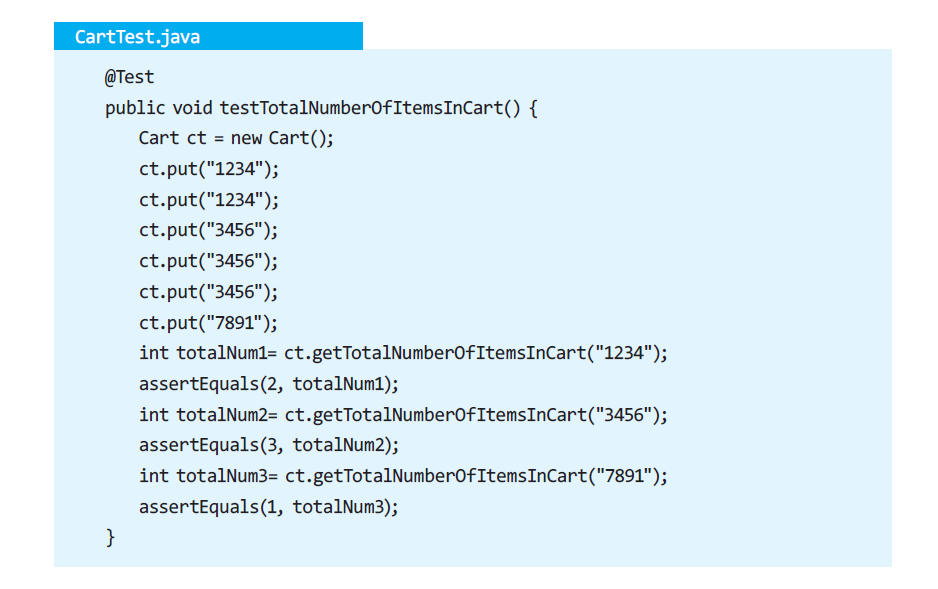 CartTest.java
@Test
public void testTotalNumberOfItemsInCart() {
Cart ct = new Cart();
ct.put("1234");
ct.put("1234");
ct.put("3456");
ct.put("3456");
ct.put("3456");
ct.put("7891");
int totalNum1= ct.getTotalNumberOfItemsInCart("1234");
assertEquals(2, totalNum1);
int totalNum2= ct.getTotalNumberOfItemsInCart("3456");
assertEquals(3, totalNum2);
int totalNum3= ct.getTotalNumberOfItemsInCart("7891");
assertEquals(1, totalNum3);
}